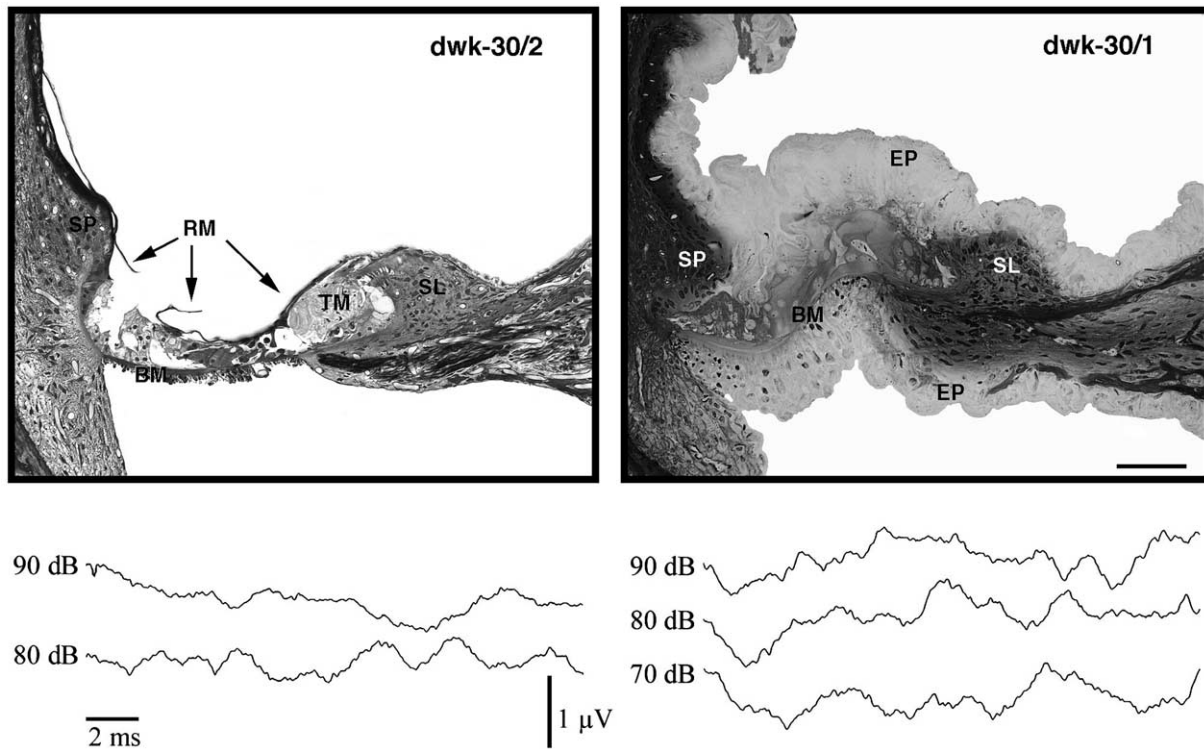 dwk-30/2
SP
RM
TM
SL
BM
dwk-30/1
EP
SP
SL
BM
EP
90 dB
80 dB
2 ms
1 μV
90 dB
80 dB
70 dB